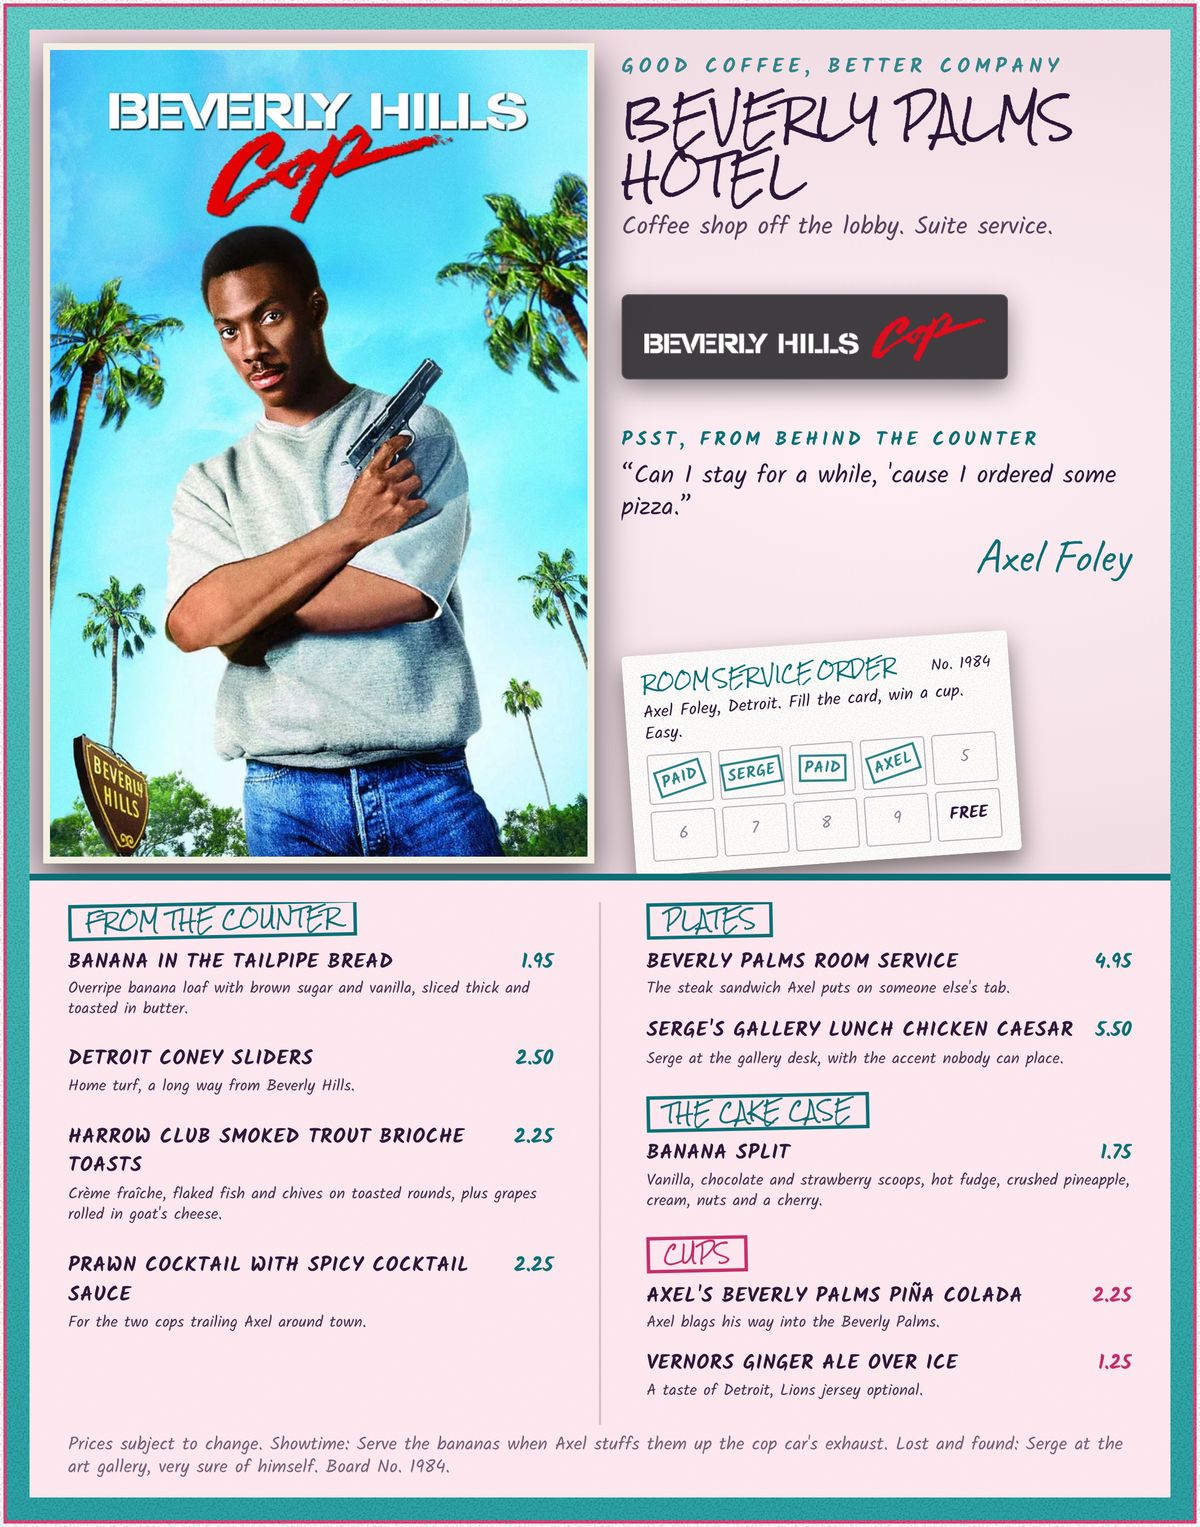 BEVERLY HILLS
Cop
BEVERLY
HILLS
GOOD COFFEE, BETTER COMPANY
BEVERLY PALMS
HOTEL
Coffee shop off the lobby. Suite service.
BEVERLY HILLS Cop
PSST, FROM BEHIND THE COUNTER
“Can I stay for a while, 'cause I ordered some
pizza.”
Axel Foley
ROOM SERVICE ORDER No. 1984
Axel Foley, Detroit. Fill the card, win a cup.
Easy.
PAID SERGE PAID AXEL 5
6 7 8 9 FREE
FROM THE COUNTER
BANANA IN THE TAILPIPE BREAD 1.95
Overripe banana loaf with brown sugar and vanilla, sliced thick and
toasted in butter.
DETROIT CONEY SLIDERS 2.50
Home turf, a long way from Beverly Hills.
HARROW CLUB SMOKED TROUT BRIOCHE 2.25
TOASTS
Crème fraîche, flaked fish and chives on toasted rounds, plus grapes
rolled in goat's cheese.
PRAWN COCKTAIL WITH SPICY COCKTAIL 2.25
SAUCE
For the two cops trailing Axel around town.
PLATES
BEVERLY PALMS ROOM SERVICE 4.95
The steak sandwich Axel puts on someone else's tab.
SERGE'S GALLERY LUNCH CHICKEN CAESAR 5.50
Serge at the gallery desk, with the accent nobody can place.
THE CAKE CASE
BANANA SPLIT 1.75
Vanilla, chocolate and strawberry scoops, hot fudge, crushed pineapple,
cream, nuts and a cherry.
CUPS
AXEL'S BEVERLY PALMS PIÑA COLADA 2.25
Axel blags his way into the Beverly Palms.
VERNORS GINGER ALE OVER ICE 1.25
A taste of Detroit, Lions jersey optional.
Prices subject to change. Showtime: Serve the bananas when Axel stuffs them up the cop car's exhaust. Lost and found: Serge at the
art gallery, very sure of himself. Board No. 1984.